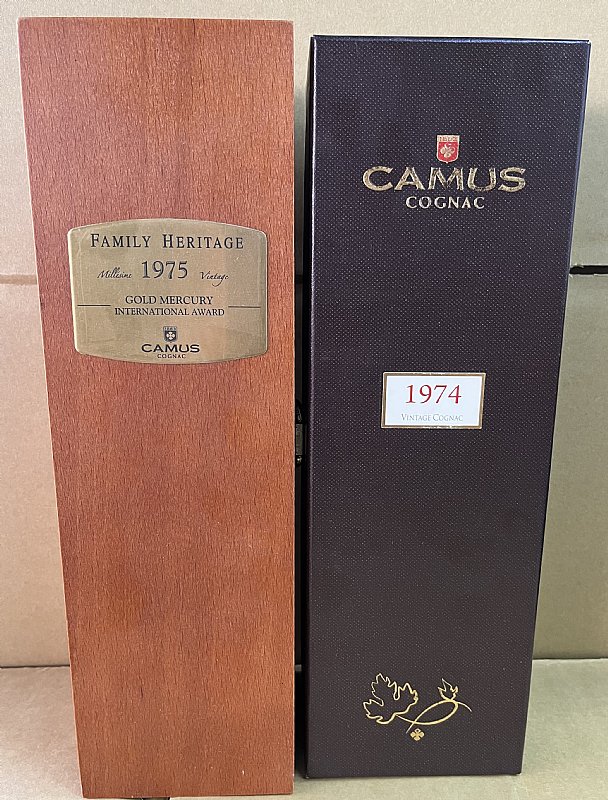 FAMILY HERITAGE
Millésime 1975 Vintage
GOLD MERCURY
INTERNATIONAL AWARD
CAMUS
COGNAC
CAMUS
COGNAC
1974
VINTAGE COGNAC